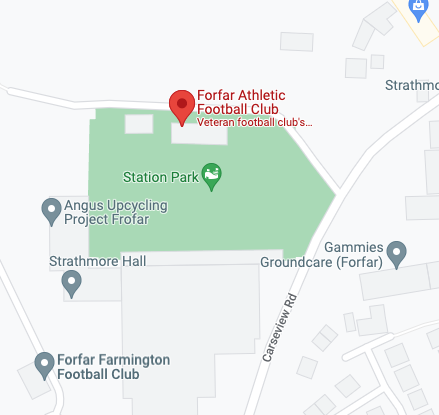 Forfar Athletic
Football Club
Veteran football club's...
Strathmo
Station Park
Angus Upcycling
Project Frofar
Strathmore Hall
Gammies
Groundcare (Forfar)
Carseview Rd
Forfar Farmington
Football Club